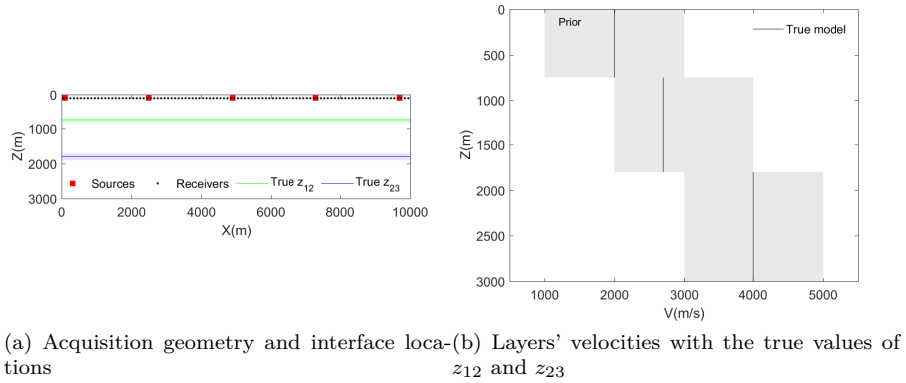 0
1000
2000
3000
Z(m)
Sources
Receivers
True z12
True z23
0 2000 4000 6000 8000 10000
X(m)
0
500
1000
1500
2000
2500
3000
Z(m)
Prior
True model
1000 2000 3000 4000 5000
V(m/s)
(a) Acquisition geometry and interface loca-
tions
(b) Layers' velocities with the true values of
z12 and z23